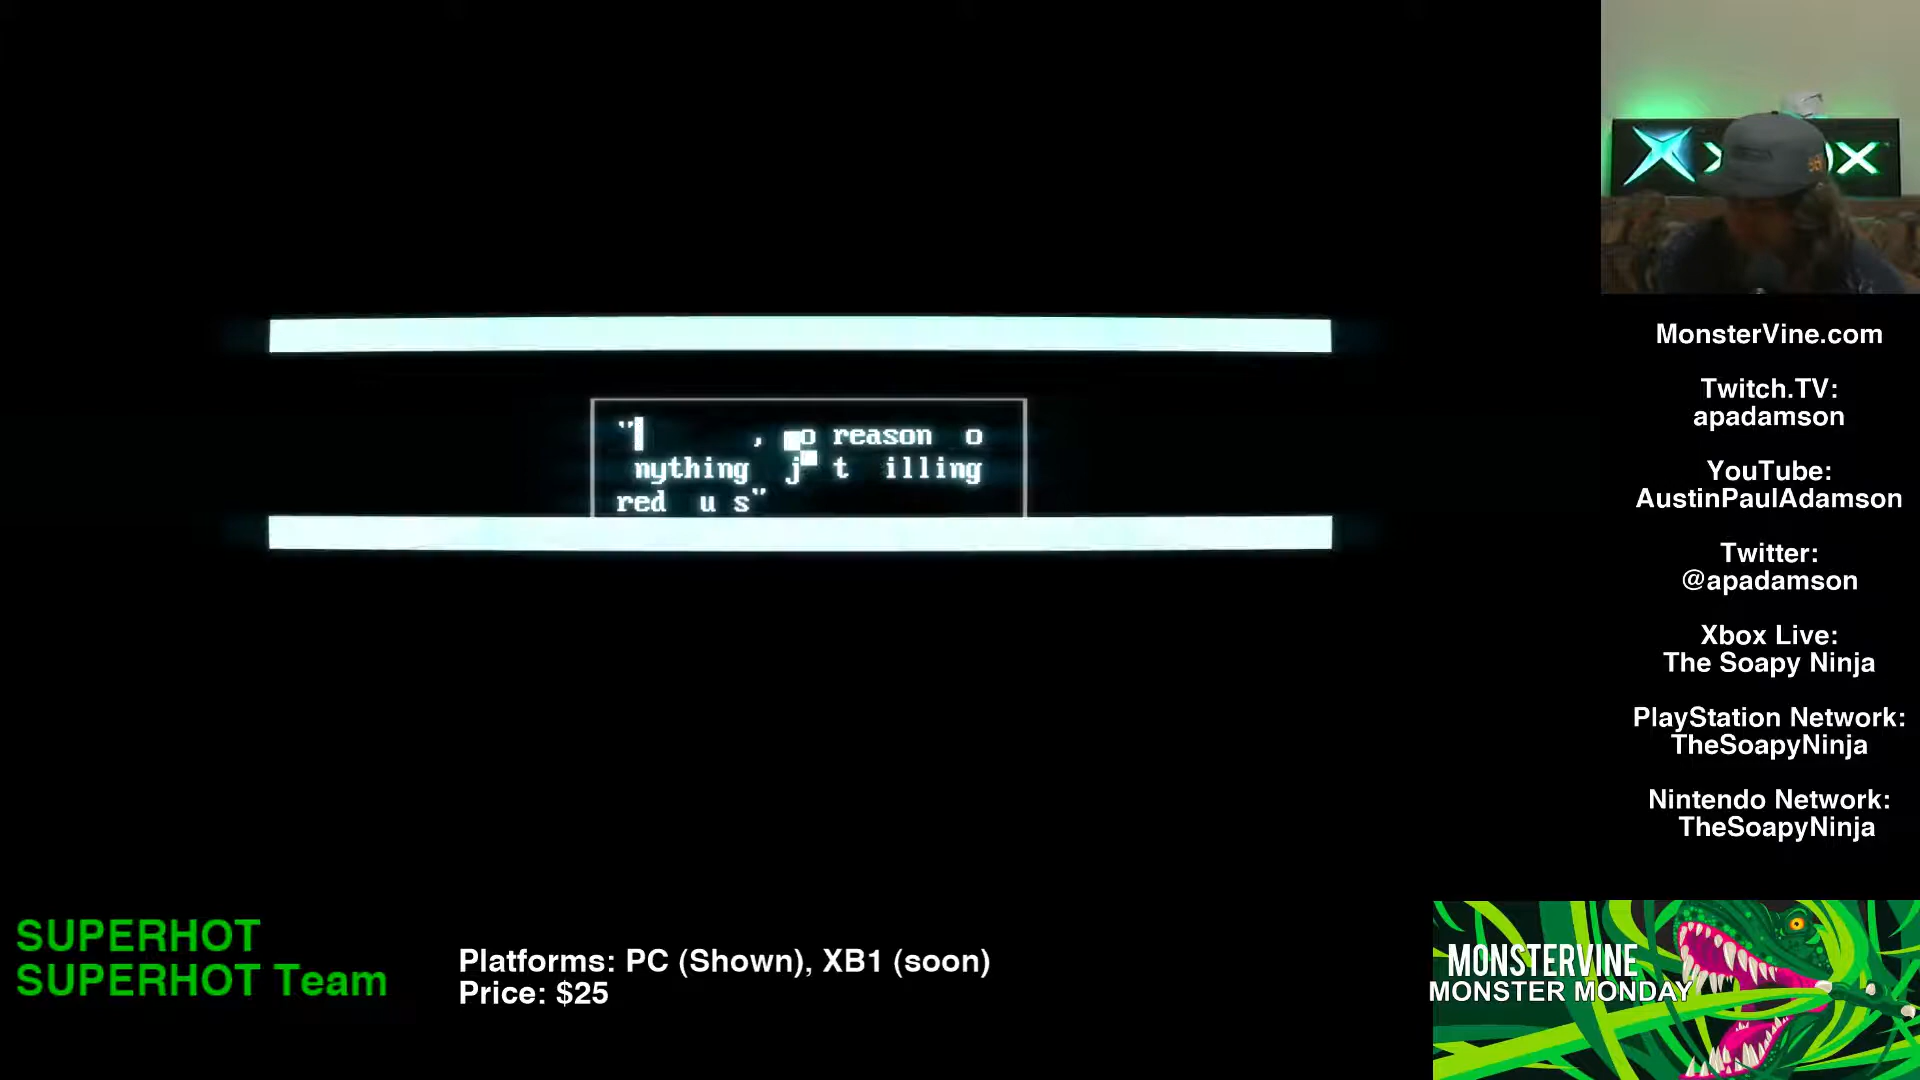 ", o reason o
nything j t illing
red u s"
XBOX
MonsterVine.com
Twitch.TV:
apadamson
YouTube:
AustinPaulAdamson
Twitter:
@apadamson
Xbox Live:
The Soapy Ninja
PlayStation Network:
TheSoapyNinja
Nintendo Network:
TheSoapyNinja
SUPERHOT
SUPERHOT Team
Platforms: PC (Shown), XB1 (soon)
Price: $25
MONSTERVINE
MONSTER MONDAY